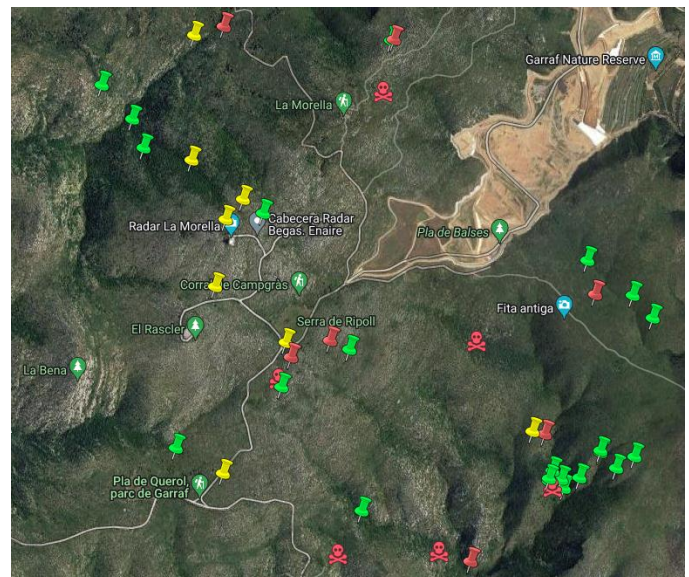 Garraf Nature Reserve
La Morella
Radar La Morella
Cabecera Radar
Begas. Enaire
Pla de Balses
Corral de Campgràs
Fita antiga
El Rascler
Serra de Ripoll
La Bena
Pla de Querol,
parc de Garraf